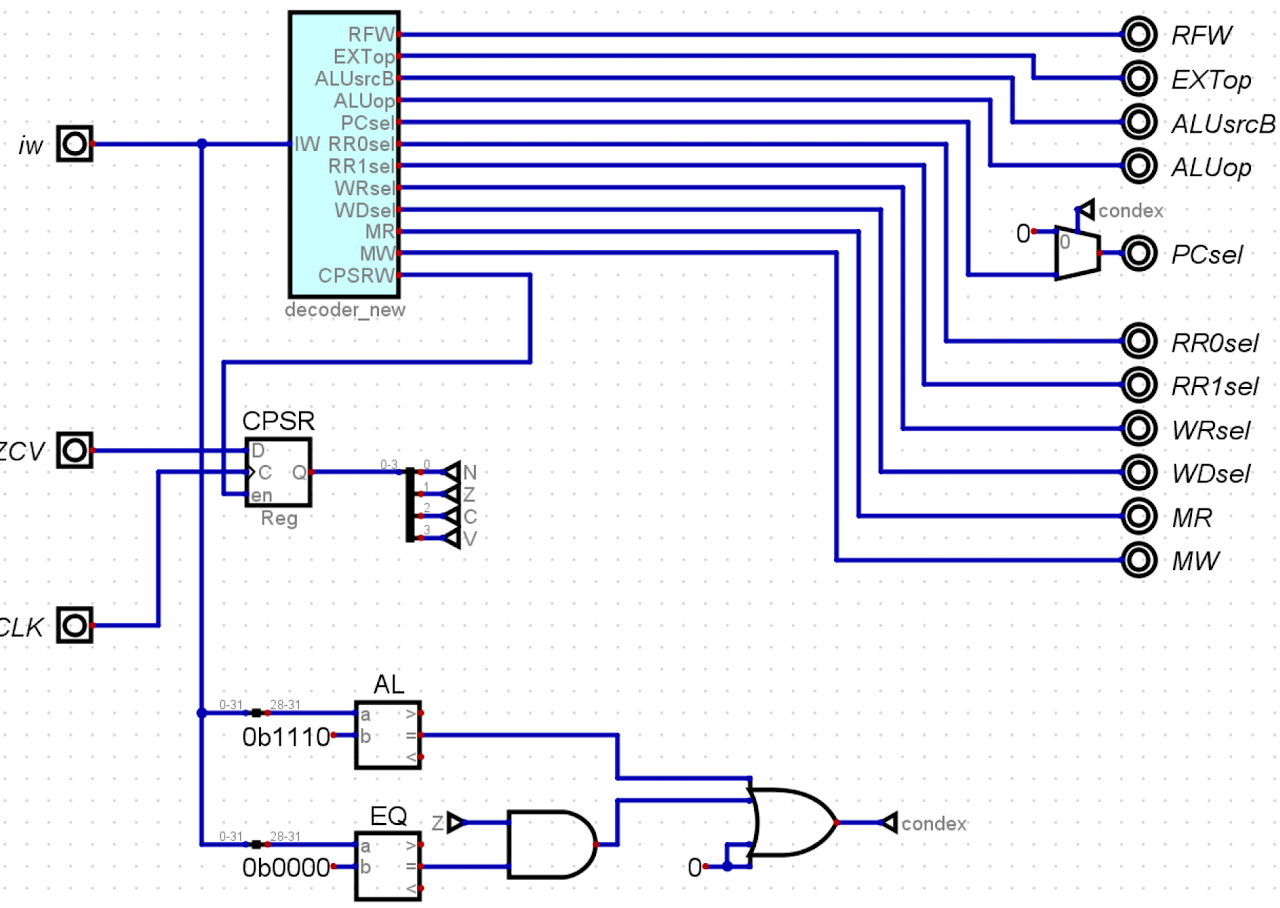 RFW
EXTop
ALUsrcB
ALUop
PCsel
IW RR0sel
RR1sel
WRsel
WDsel
MR
MW
CPSRW
decoder_new
iw
RFW
EXTop
ALUsrcB
ALUop
condex
0
0
PCsel
RR0sel
RR1sel
WRsel
WDsel
MR
MW
CPSR
ZCV
D
C
Q
en
Reg
0-3
0
N
1
Z
2
C
3
V
CLK
AL
0-31
28-31
a
>
0b1110
b
=
<
EQ
0-31
28-31
a
>
0b0000
b
=
<
Z
0
condex